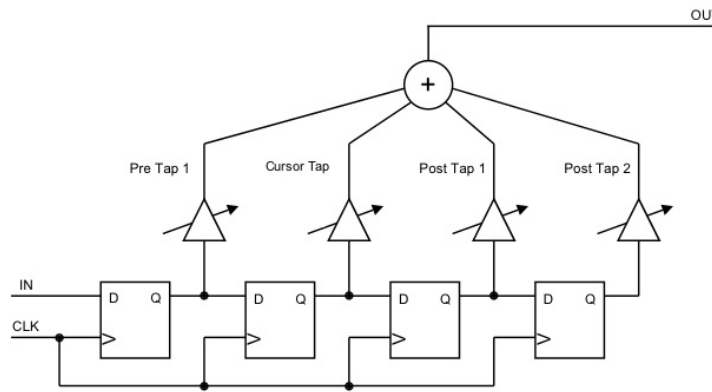 OU
+
Pre Tap 1
Cursor Tap
Post Tap 1
Post Tap 2
IN
D Q
D Q
D Q
D Q
CLK